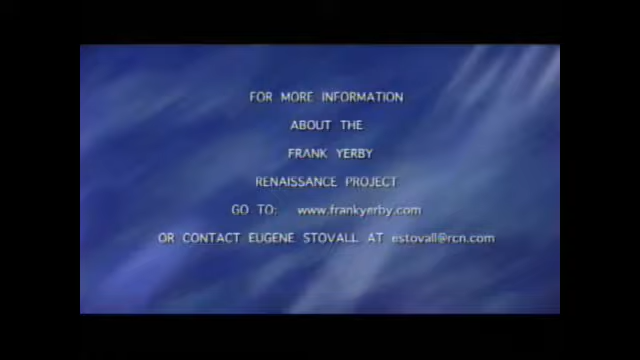 FOR MORE INFORMATION
ABOUT THE
FRANK YERBY
RENAISSANCE PROJECT
GO TO: www.frankyerby.com
OR CONTACT EUGENE STOVALL AT estovall@rcn.com